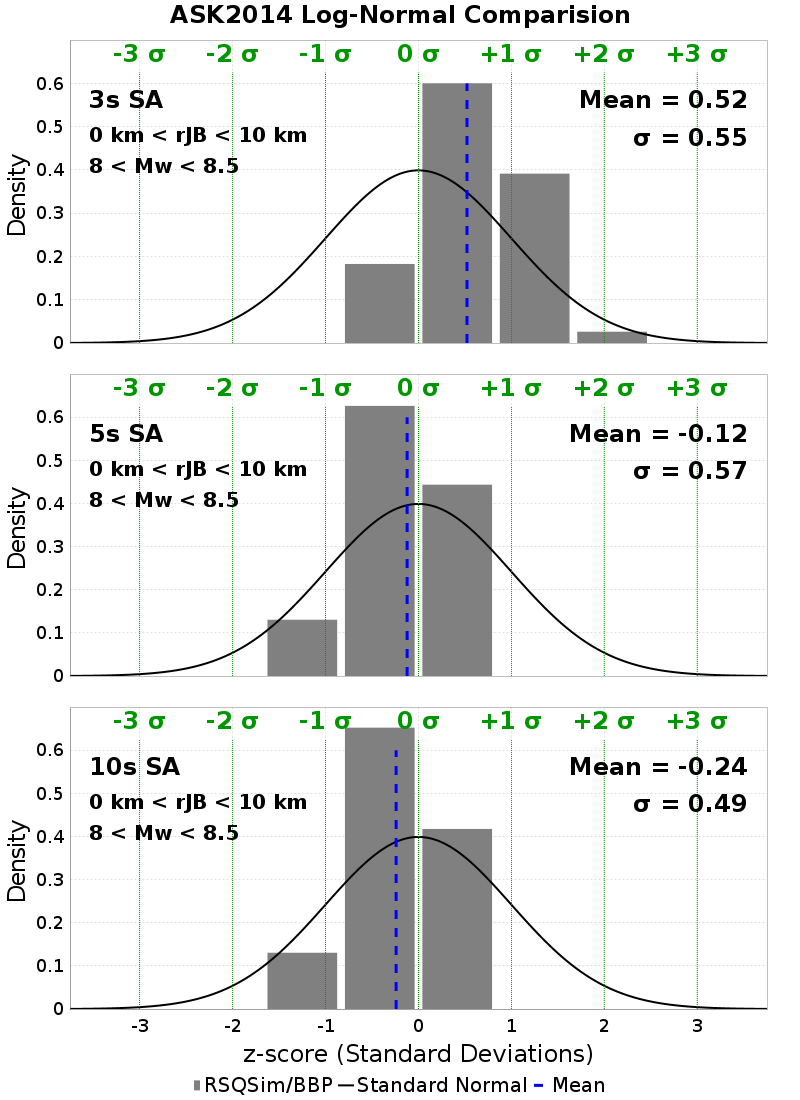 ASK2014 Log-Normal Comparision
-3 σ -2 σ -1 σ 0 σ +1 σ +2 σ +3 σ
3s SA
0 km < rJB < 10 km
8 < Mw < 8.5
Mean = 0.52
σ = 0.55
Density
0.6
0.5
0.4
0.3
0.2
0.1
0
-3 σ -2 σ -1 σ 0 σ +1 σ +2 σ +3 σ
5s SA
0 km < rJB < 10 km
8 < Mw < 8.5
Mean = -0.12
σ = 0.57
Density
0.6
0.5
0.4
0.3
0.2
0.1
0
-3 σ -2 σ -1 σ 0 σ +1 σ +2 σ +3 σ
10s SA
0 km < rJB < 10 km
8 < Mw < 8.5
Mean = -0.24
σ = 0.49
Density
0.6
0.5
0.4
0.3
0.2
0.1
0
-3 -2 -1 0 1 2 3
z-score (Standard Deviations)
RSQSim/BBP Standard Normal Mean